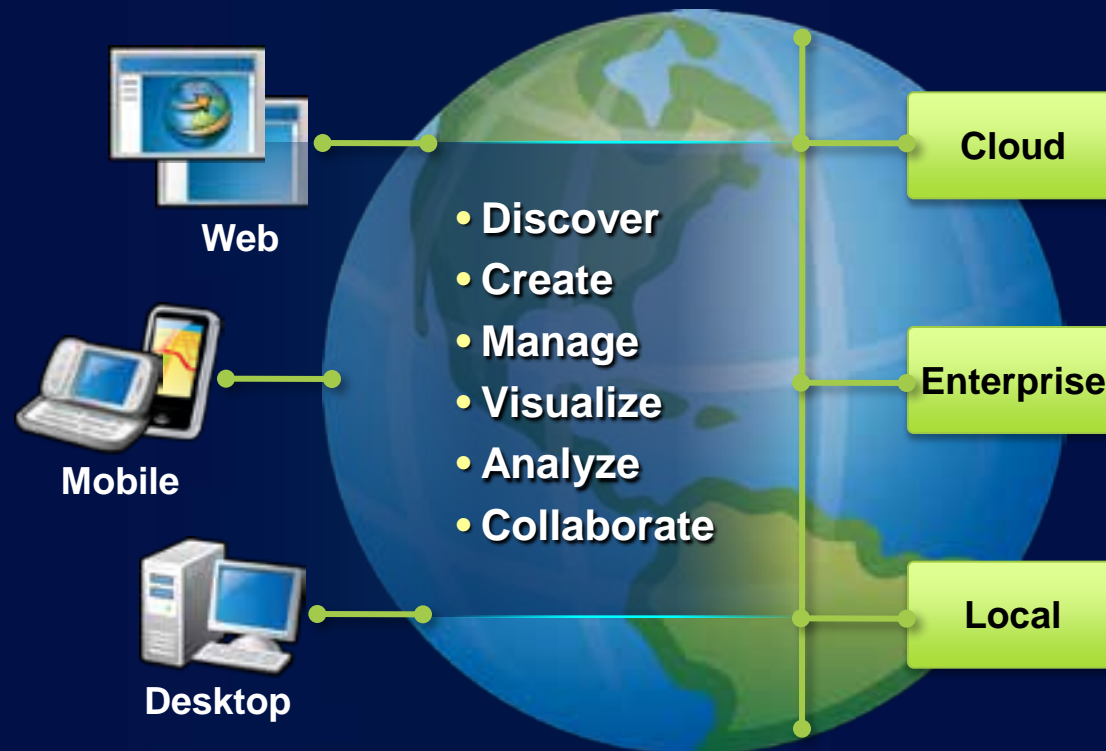 Web
Mobile
Desktop
• Discover
• Create
• Manage
• Visualize
• Analyze
• Collaborate
Cloud
Enterprise
Local